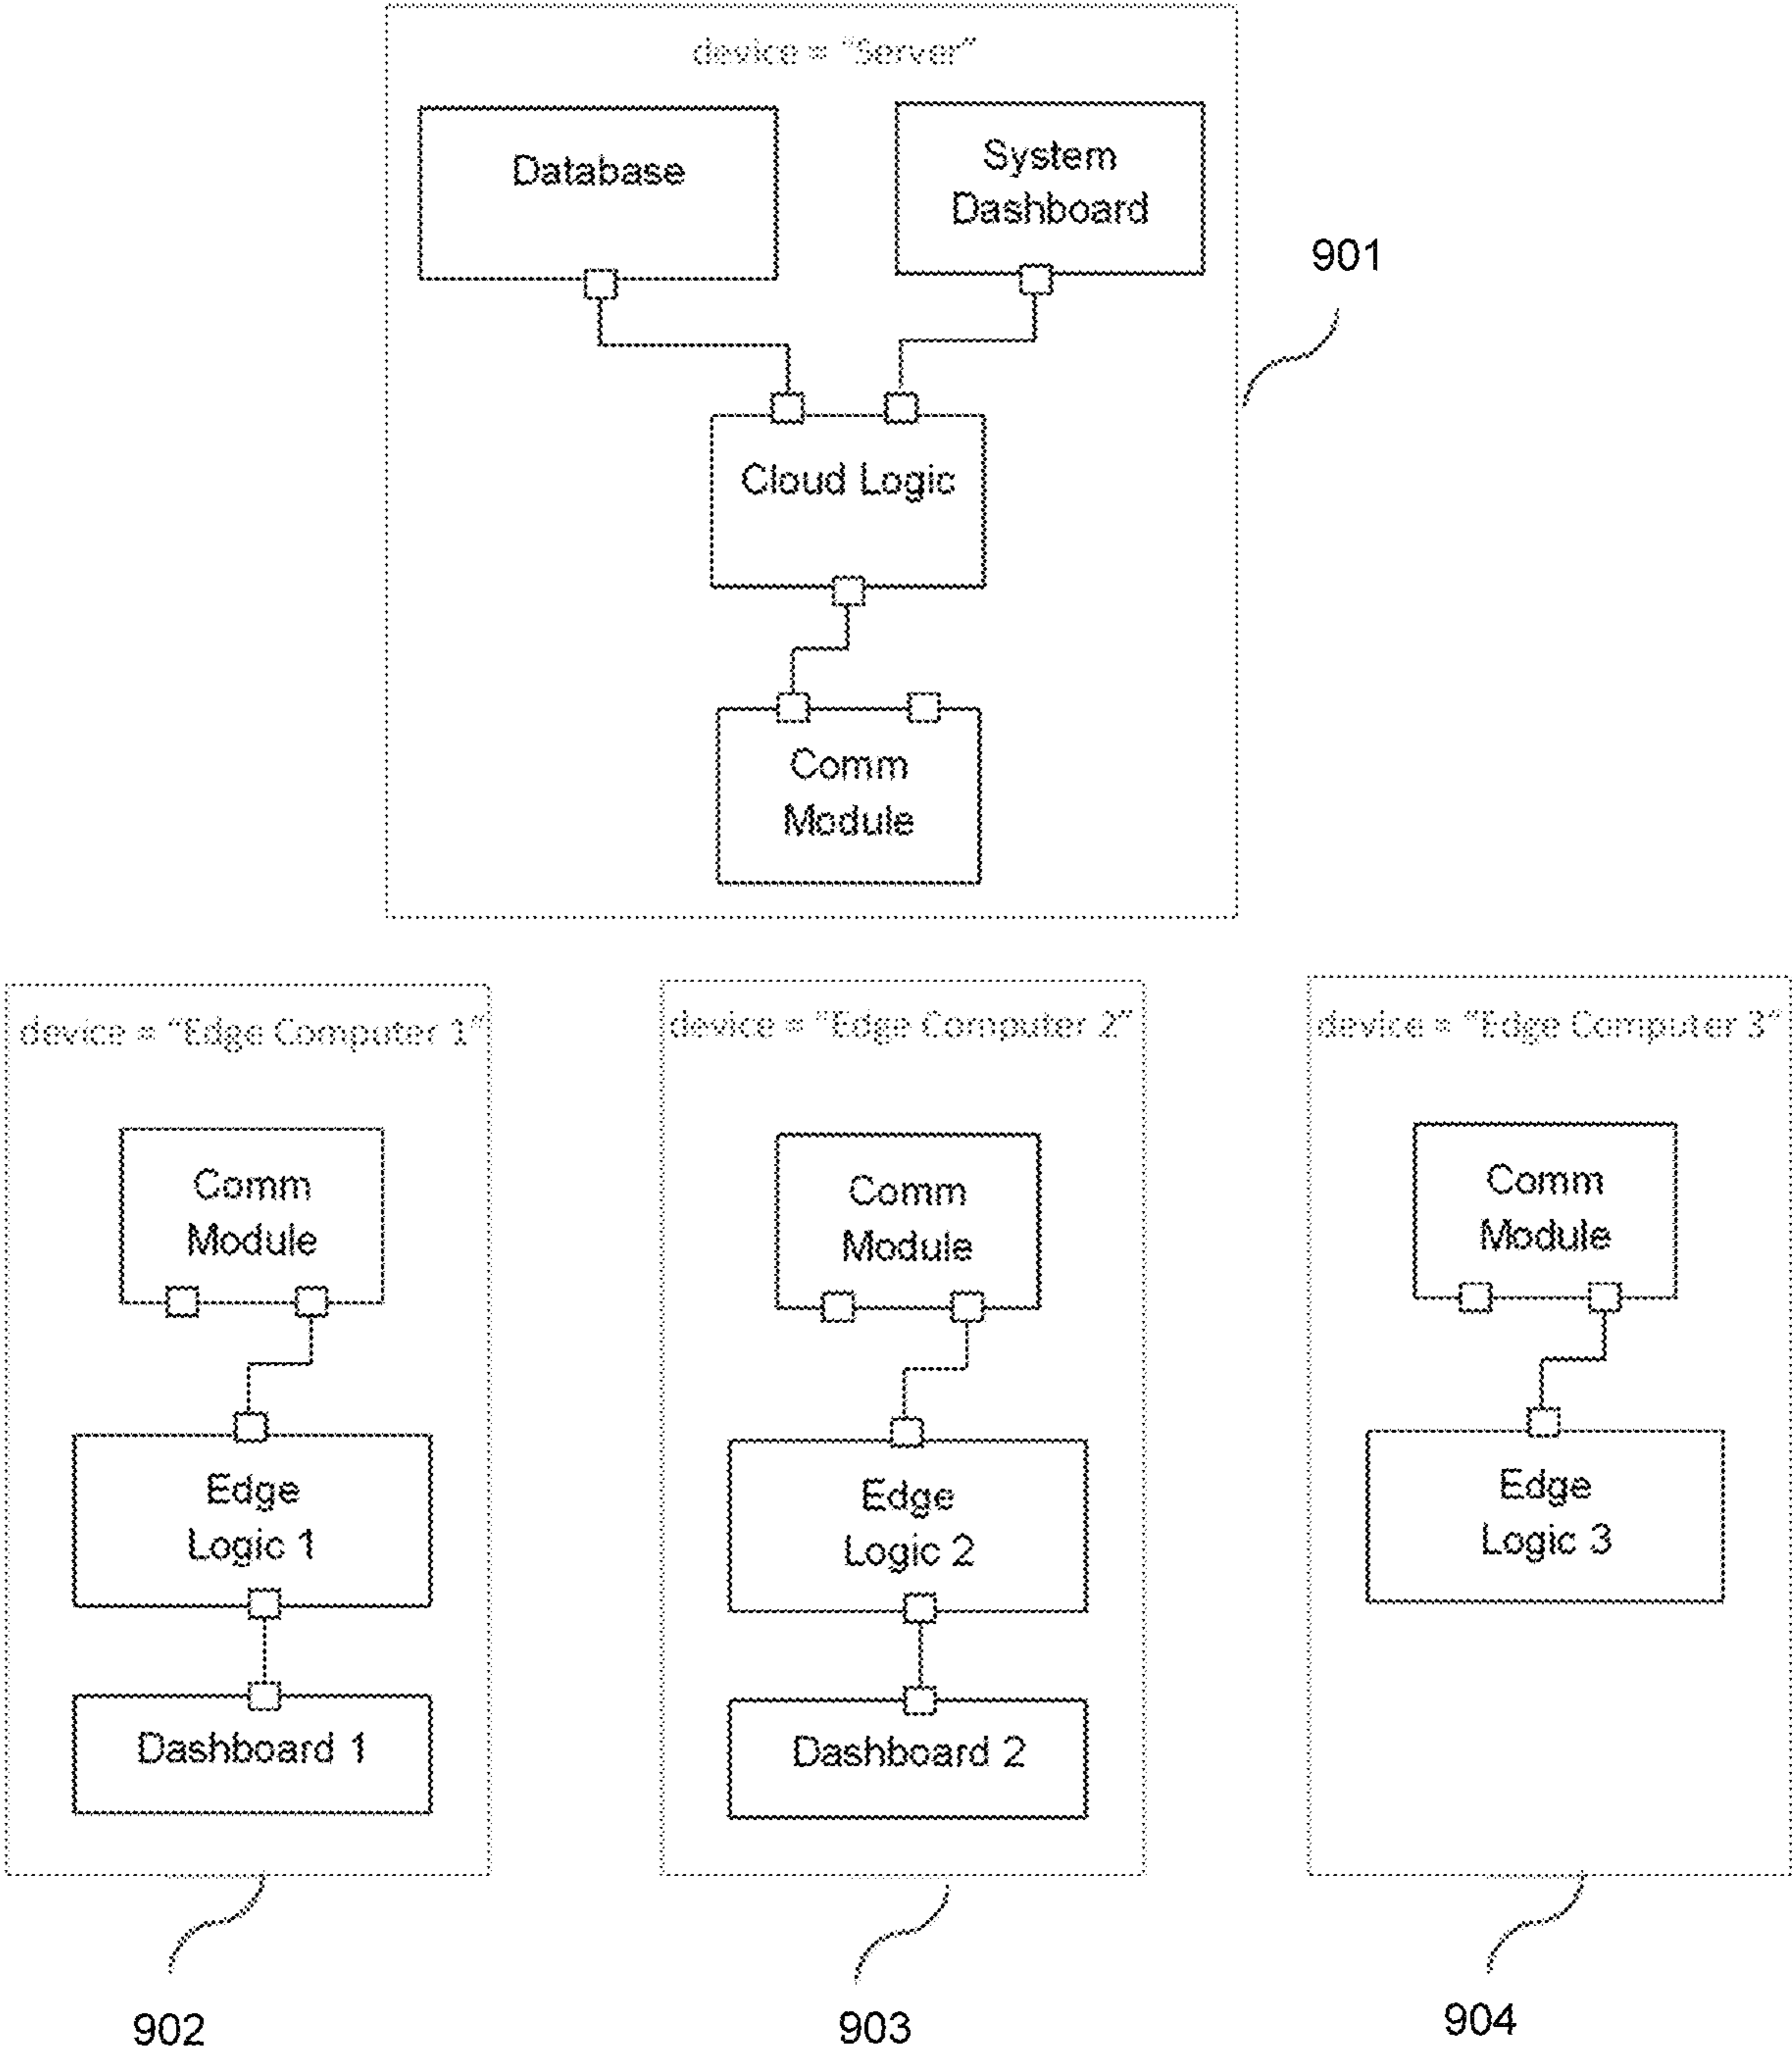 device = "Server"
Database
System
Dashboard
901
Cloud Logic
Comm
Module
device = "Edge Computer 1"
Comm
Module
Edge
Logic 1
Dashboard 1
902
device = "Edge Computer 2"
Comm
Module
Edge
Logic 2
Dashboard 2
903
device = "Edge Computer 3"
Comm
Module
Edge
Logic 3
904